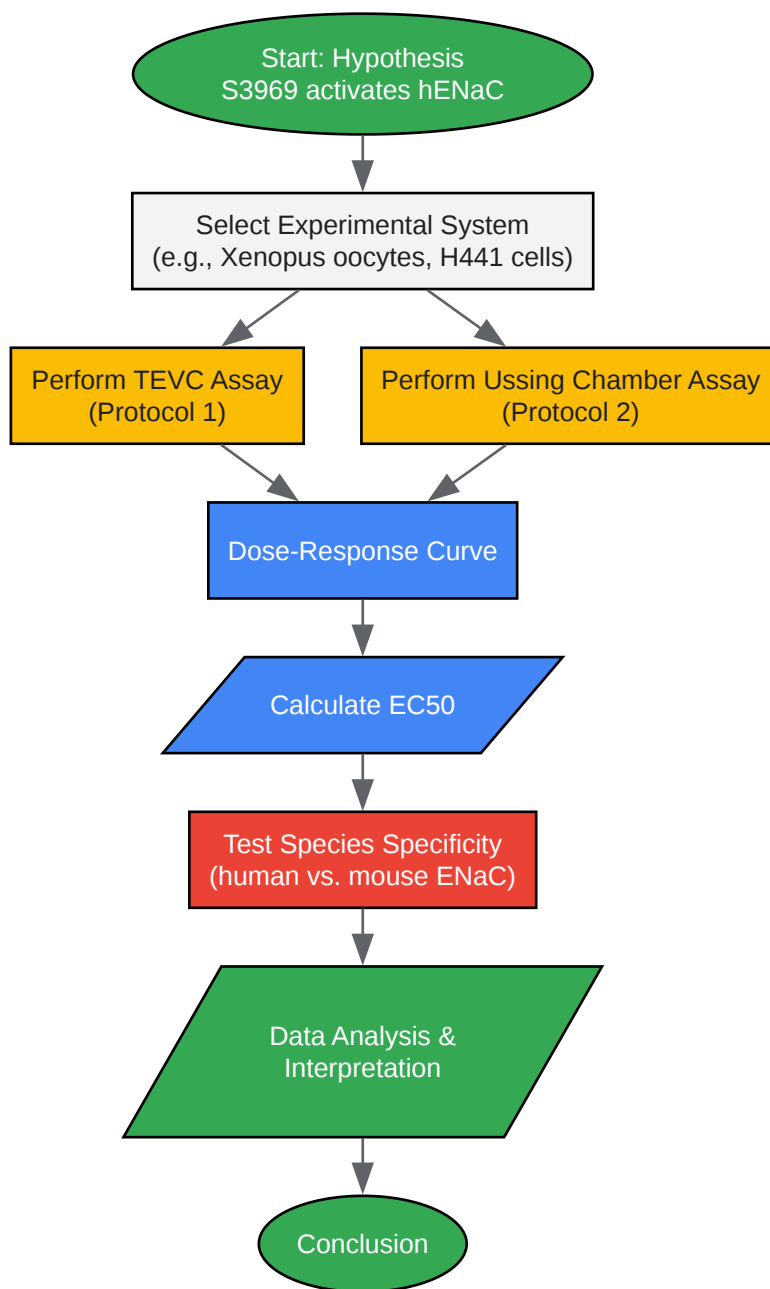 Start: Hypothesis
S3969 activates hENaC
Select Experimental System
(e.g., Xenopus oocytes, H441 cells)
Perform TEVC Assay
(Protocol 1)
Perform Ussing Chamber Assay
(Protocol 2)
Dose-Response Curve
Calculate EC50
Test Species Specificity
(human vs. mouse ENaC)
Data Analysis &
Interpretation
Conclusion